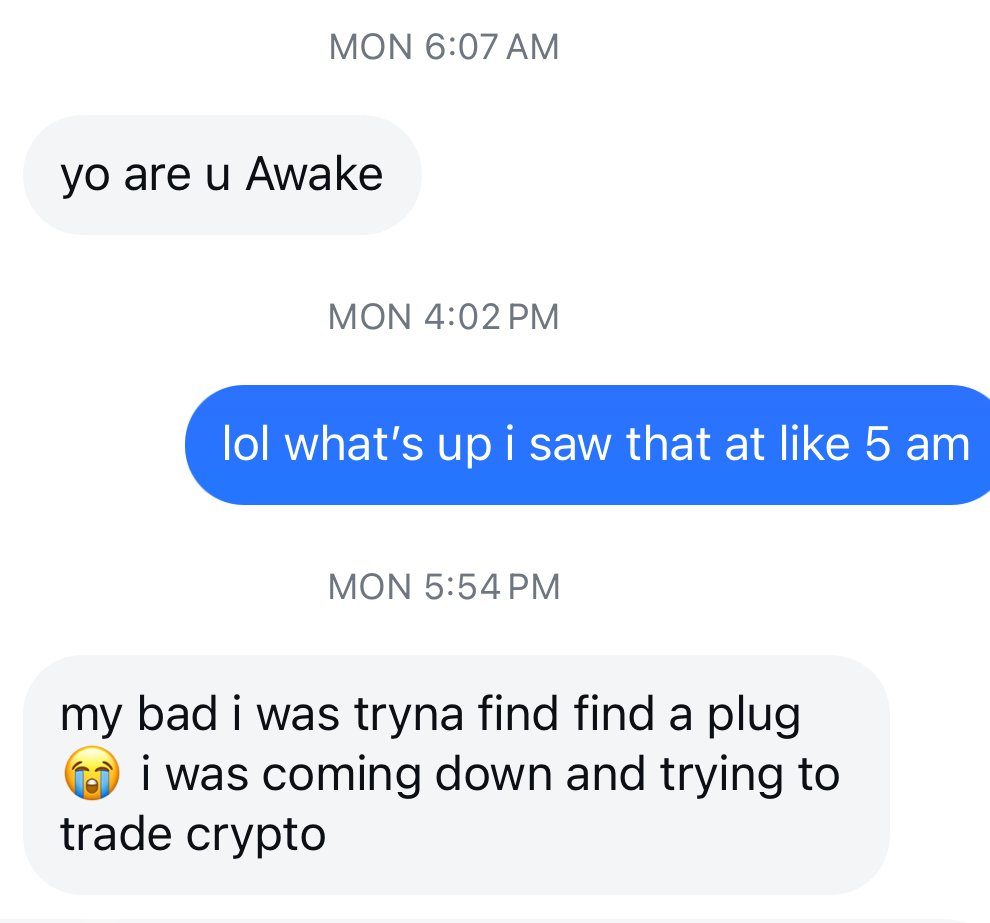 MON 6:07 AM
yo are u Awake
MON 4:02 PM
lol what’s up i saw that at like 5 am
MON 5:54 PM
my bad i was tryna find find a plug
😭 i was coming down and trying to
trade crypto